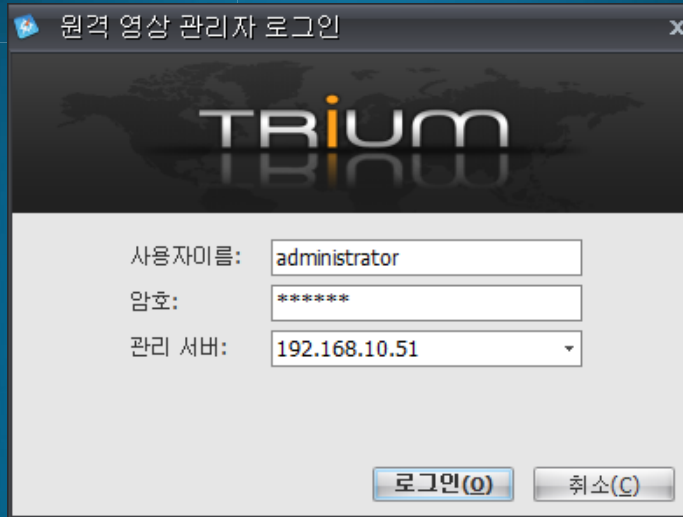 원격 영상 관리자 로그인
TRiUM
사용자이름: administrator
암호: ******
관리 서버: 192.168.10.51
로그인(O) 취소(C)